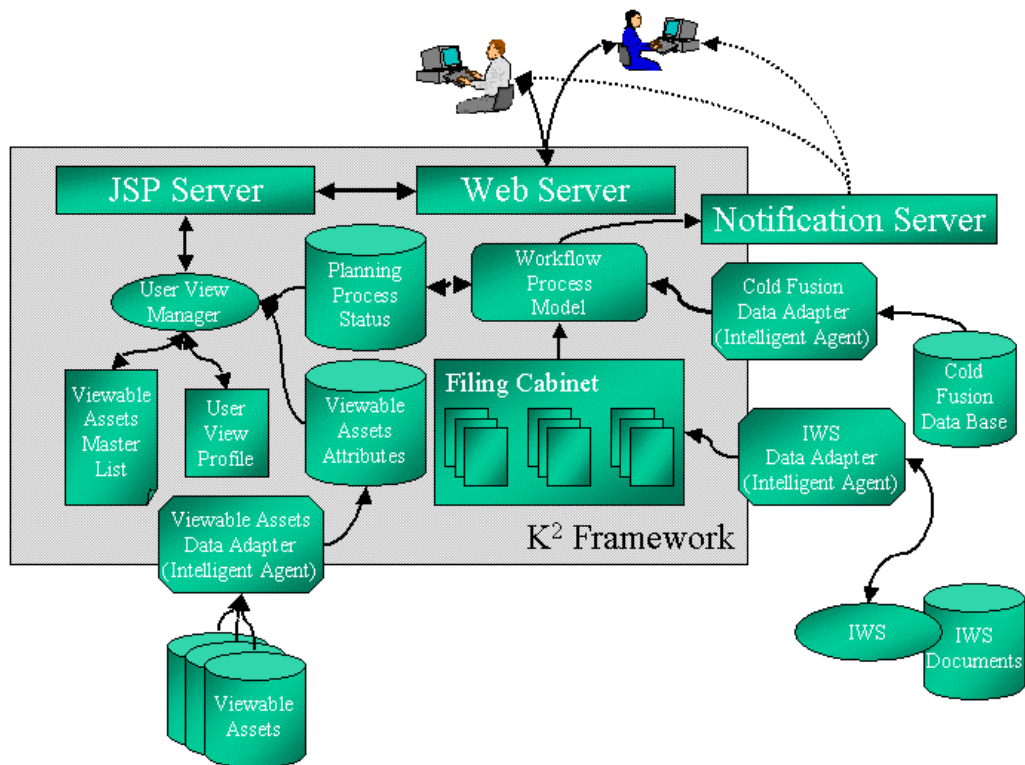 JSP Server
Web Server
Notification Server
Planning
Process
Status
Workflow
Process
Model
User View
Manager
Cold Fusion
Data Adapter
(Intelligent Agent)
Cold
Fusion
Data Base
Viewable
Assets
Master
List
User
View
Profile
Viewable
Assets
Attributes
Filing Cabinet
IWS
Data Adapter
(Intelligent Agent)
Viewable Assets
Data Adapter
(Intelligent Agent)
K² Framework
IWS
IWS
Documents
Viewable
Assets